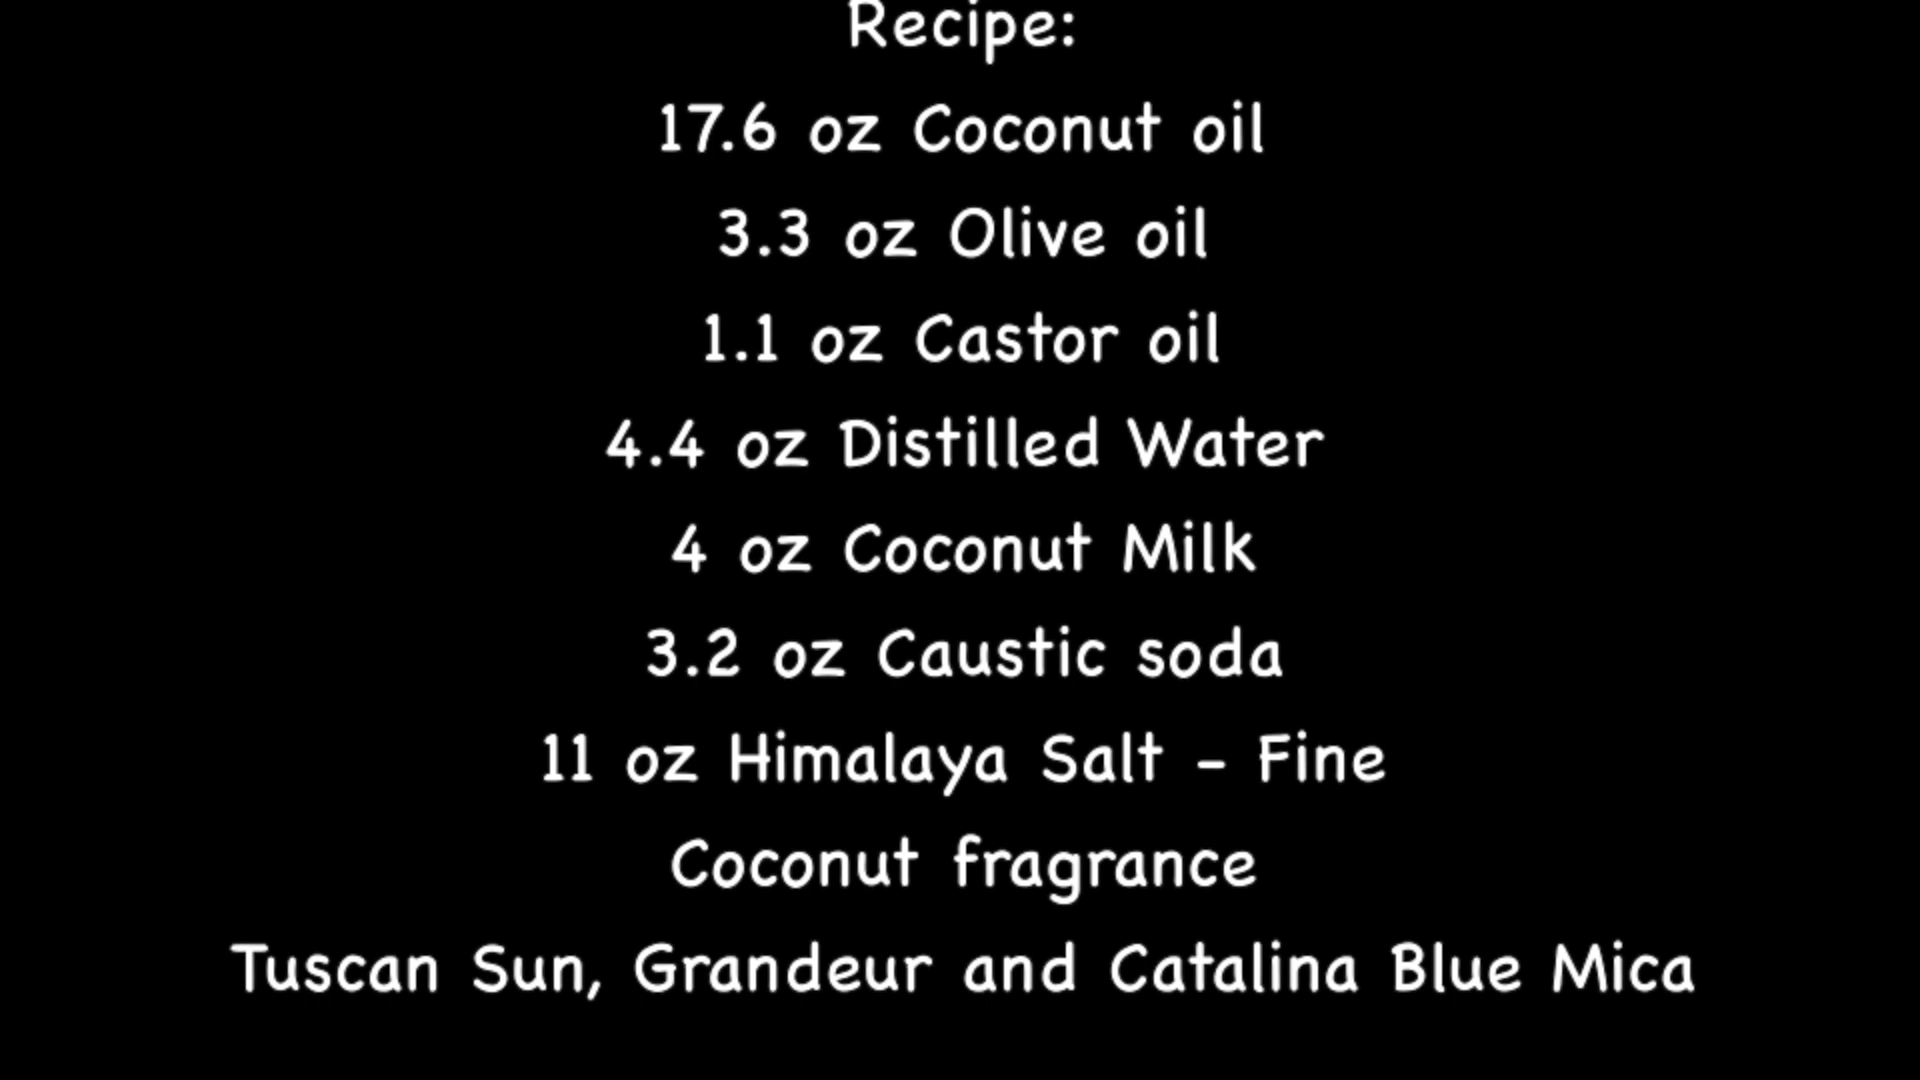 Recipe:
17.6 oz Coconut oil
3.3 oz Olive oil
1.1 oz Castor oil
4.4 oz Distilled Water
4 oz Coconut Milk
3.2 oz Caustic soda
11 oz Himalaya Salt - Fine
Coconut fragrance
Tuscan Sun, Grandeur and Catalina Blue Mica